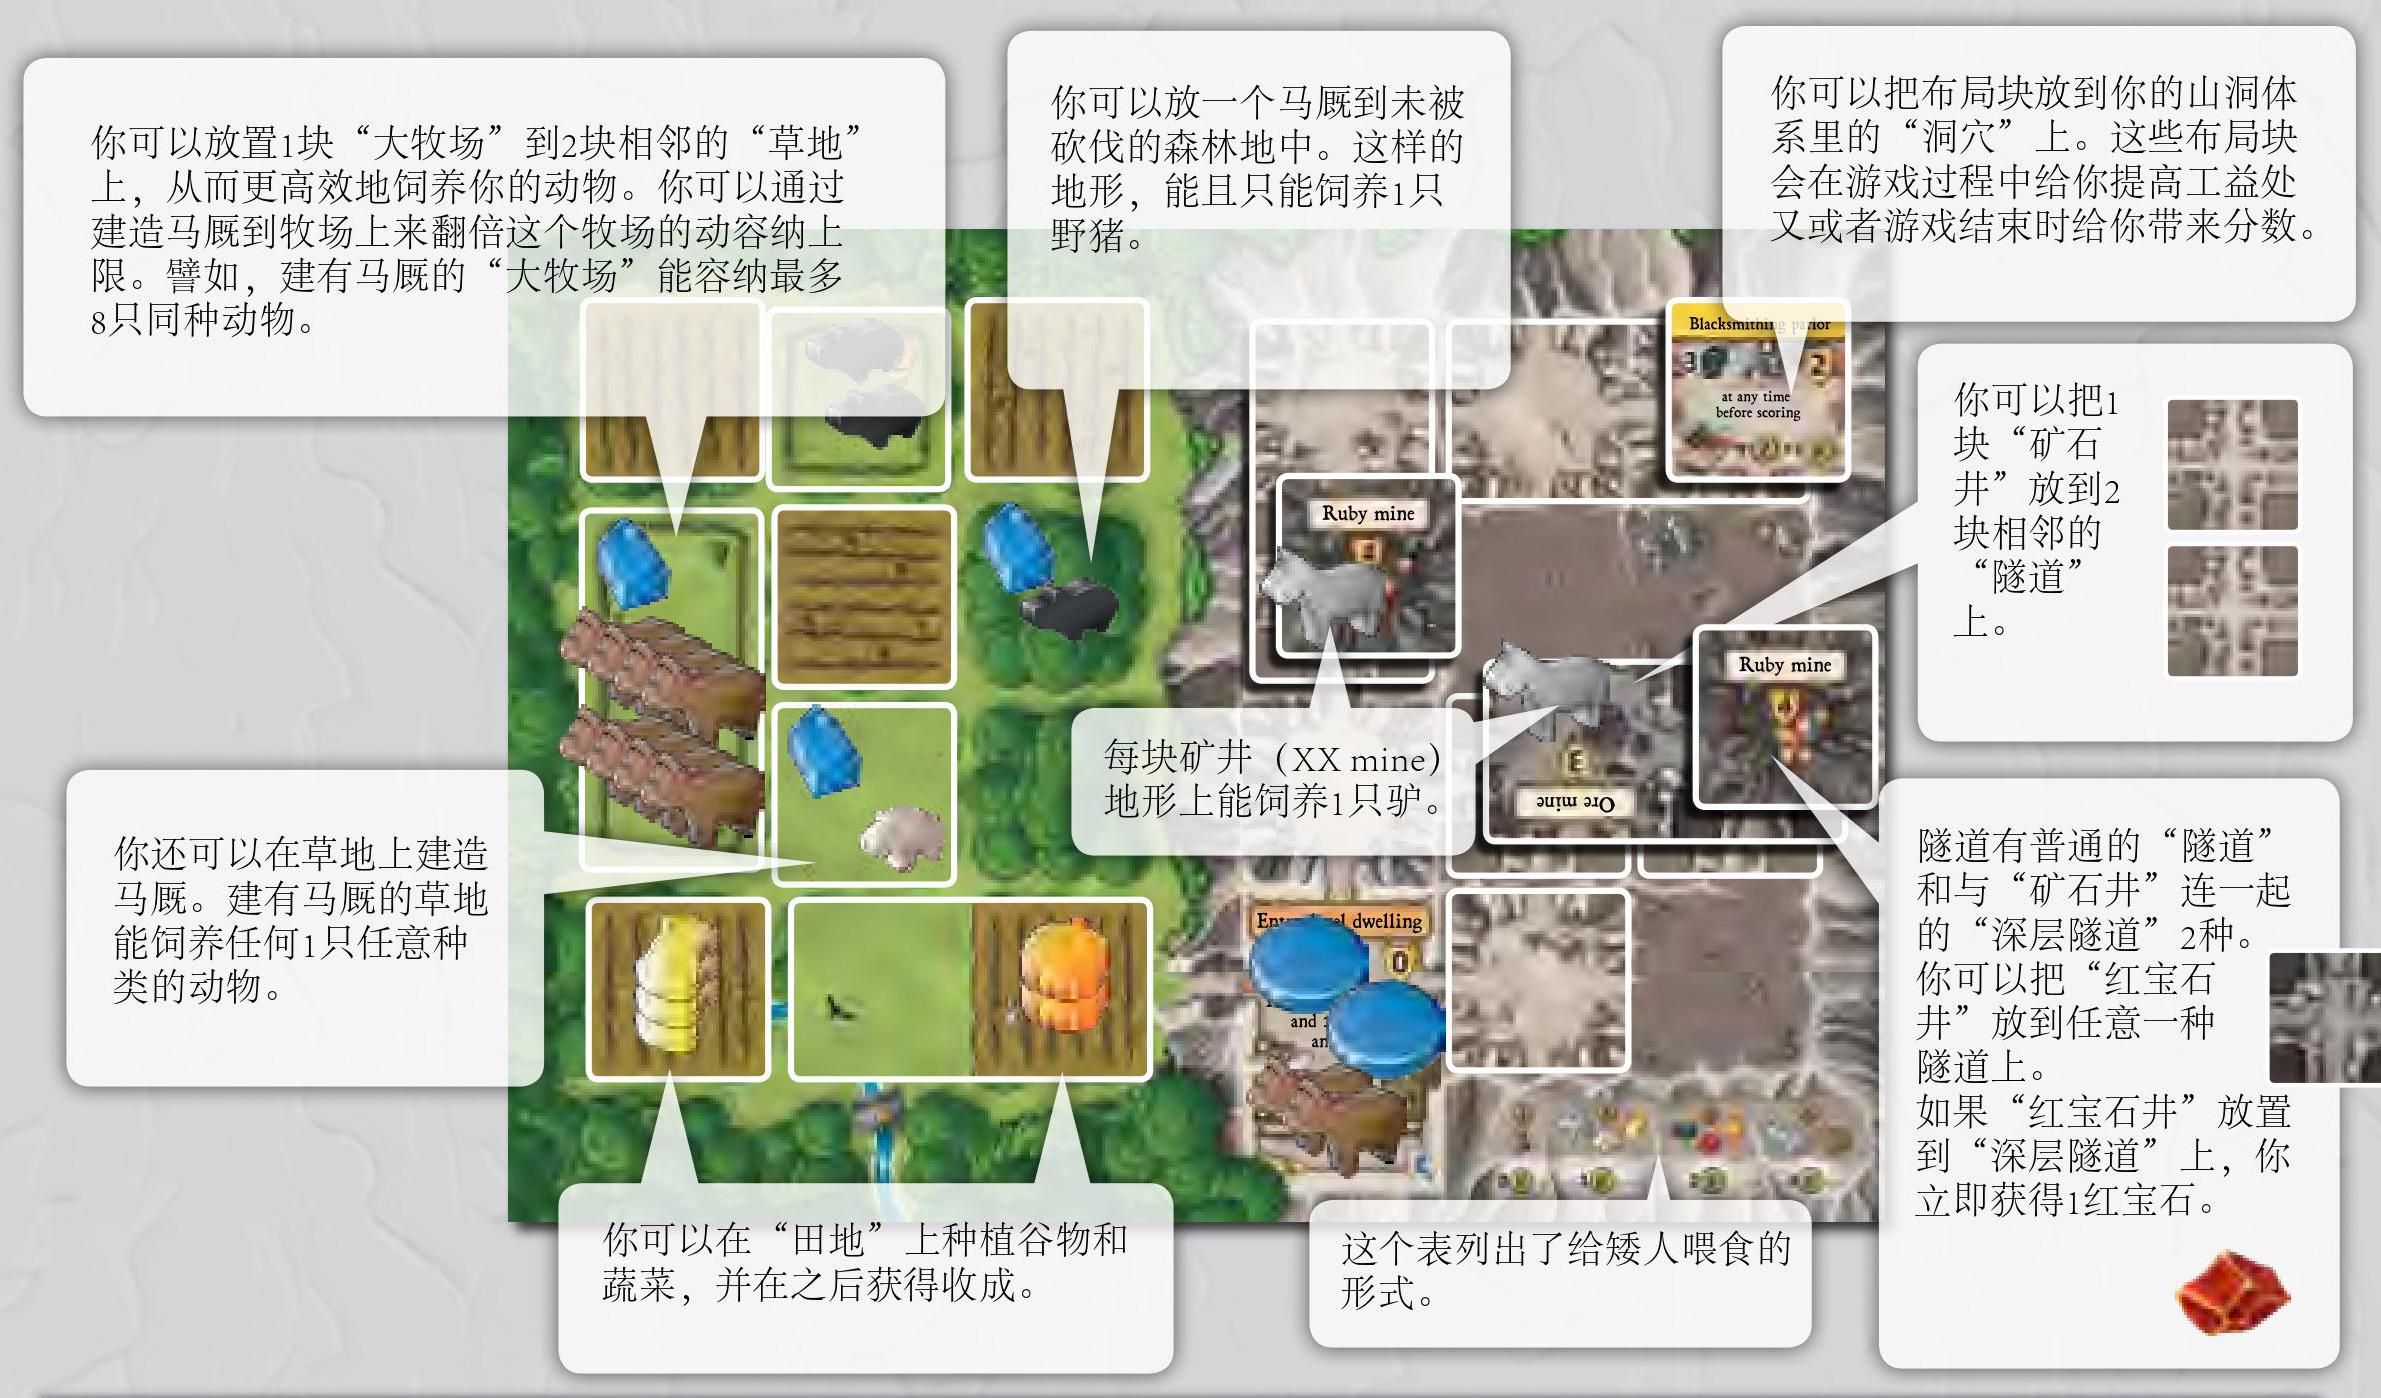 你可以放置1块“大牧场”到2块相邻的“草地”
上，从而更高效地饲养你的动物。你可以通过
建造马厩到牧场上来翻倍这个牧场的动容纳上
限。譬如，建有马厩的“大牧场”能容纳最多
8只同种动物。
你可以放一个马厩到未被
砍伐的森林地中。这样的
地形，能且只能饲养1只
野猪。
你可以把布局块放到你的山洞体
系里的“洞穴”上。这些布局块
会在游戏过程中给你提高工益处
又或者游戏结束时给你带来分数。
Blacksmithing parlor
3
2
at any time
before scoring
你可以把1
块“矿石
井”放到2
块相邻的
“隧道”
上。
Ruby mine
Ruby mine
每块矿井（XX mine）
地形上能饲养1只驴。
3
Ore mine
你还可以在草地上建造
马厩。建有马厩的草地
能饲养任何1只任意种
类的动物。
隧道有普通的“隧道”
和与“矿石井”连一起
的“深层隧道”2种。
你可以把“红宝石
井”放到任意一种
隧道上。
如果“红宝石井”放置
到“深层隧道”上，你
立即获得1红宝石。
dwelling
0
and
你可以在“田地”上种植谷物和
蔬菜，并在之后获得收成。
这个表列出了给矮人喂食的
形式。